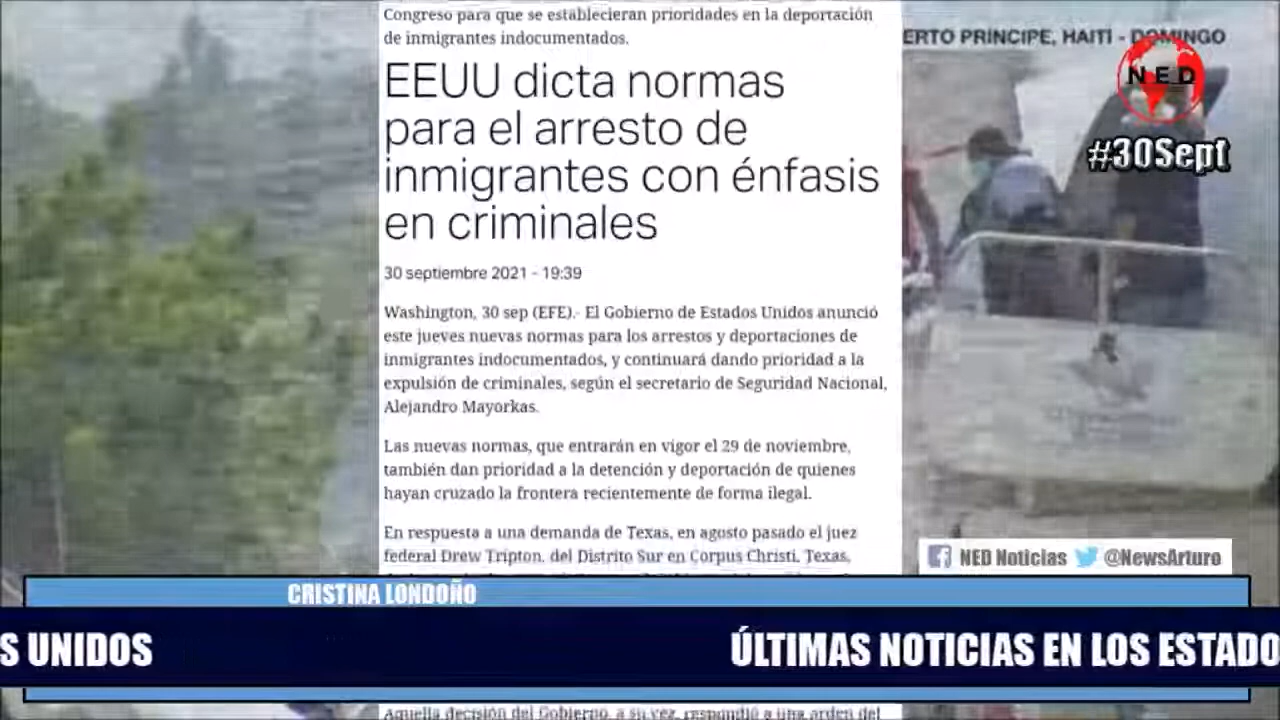 Congreso para que se establecieran prioridades en la deportación
de inmigrantes indocumentados.
EEUU dicta normas
para el arresto de
inmigrantes con énfasis
en criminales
30 septiembre 2021 - 19:39
Washington, 30 sep (EFE).- El Gobierno de Estados Unidos anunció
este jueves nuevas normas para los arrestos y deportaciones de
inmigrantes indocumentados, y continuará dando prioridad a la
expulsión de criminales, según el secretario de Seguridad Nacional,
Alejandro Mayorkas.
Las nuevas normas, que entrarán en vigor el 29 de noviembre,
también dan prioridad a la detención y deportación de quienes
hayan cruzado la frontera recientemente de forma ilegal.
En respuesta a una demanda de Texas, en agosto pasado el juez
federal Drew Tripton, del Distrito Sur en Corpus Christi, Texas,
ERTO PRINCIPE, HAITI - DOMINGO
NED
#30Sept
NED Noticias @NewsArturo
CRISTINA LONDOÑO
S UNIDOS
ÚLTIMAS NOTICIAS EN LOS ESTADO
Aquella decisión del Gobierno, a su vez, respondió a una orden del